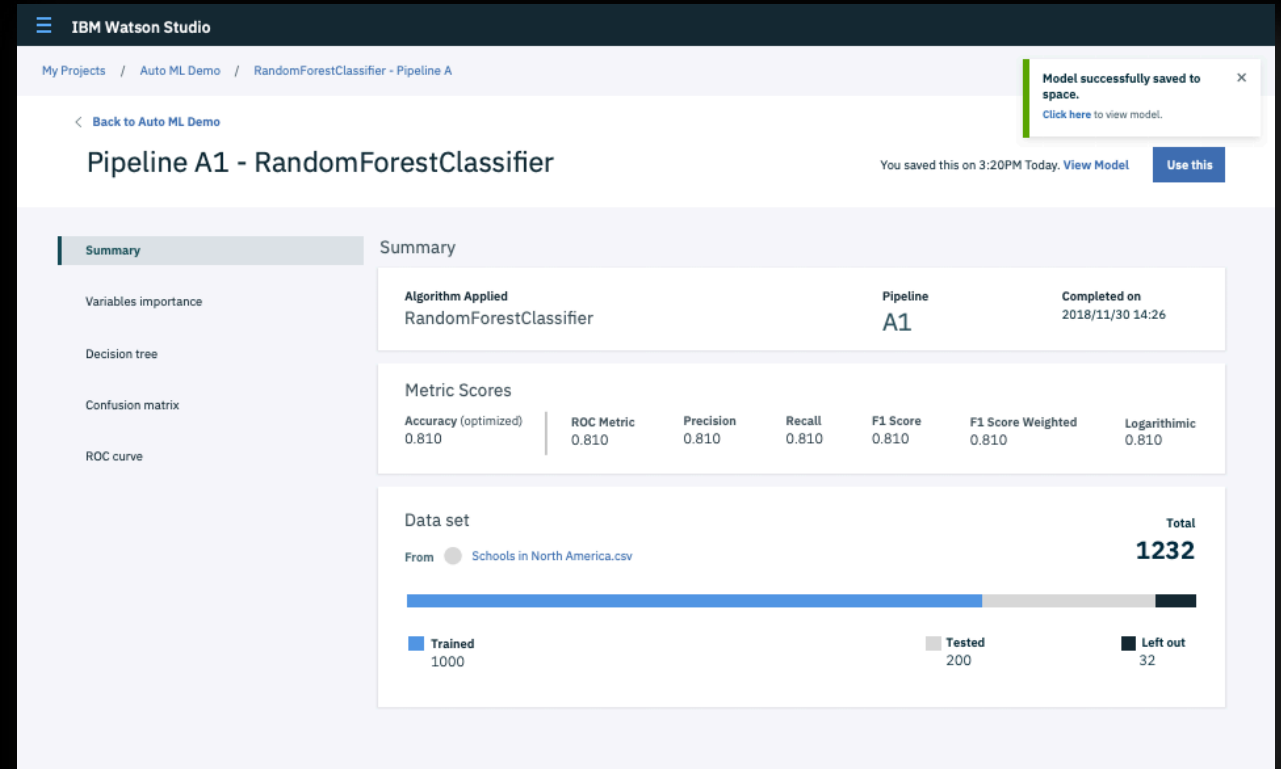 IBM Watson Studio
My Projects / Auto ML Demo / RandomForestClassifier - Pipeline A
Model successfully saved to
space.
Click here to view model.
Back to Auto ML Demo
Pipeline A1 - RandomForestClassifier
You saved this on 3:20PM Today. View Model
Use this
Summary
Variables importance
Decision tree
Confusion matrix
ROC curve
Summary
Algorithm Applied
RandomForestClassifier
Pipeline
A1
Completed on
2018/11/30 14:26
Metric Scores
Accuracy (optimized)
0.810
ROC Metric
0.810
Precision
0.810
Recall
0.810
F1 Score
0.810
F1 Score Weighted
0.810
Logarithimic
0.810
Data set
From Schools in North America.csv
Total
1232
Trained
1000
Tested
200
Left out
32